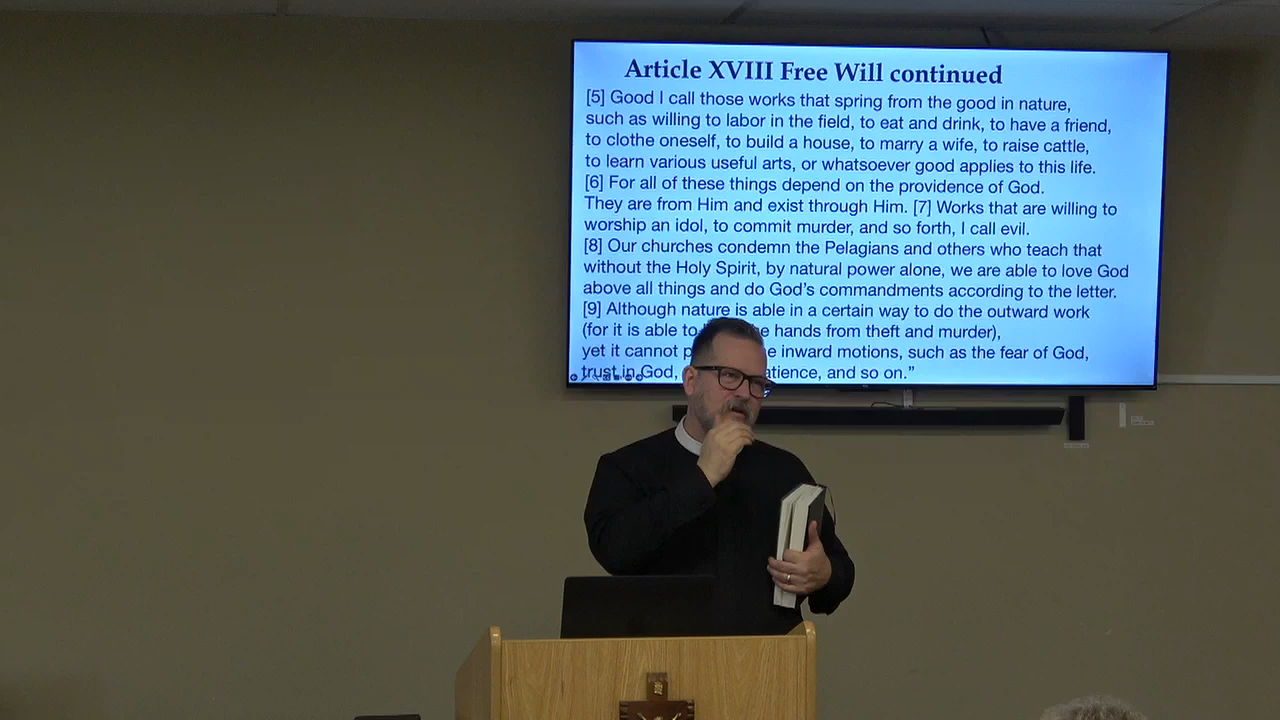 Article XVIII Free Will continued
[5] Good I call those works that spring from the good in nature,
such as willing to labor in the field, to eat and drink, to have a friend,
to clothe oneself, to build a house, to marry a wife, to raise cattle,
to learn various useful arts, or whatsoever good applies to this life.
[6] For all of these things depend on the providence of God.
They are from Him and exist through Him. [7] Works that are willing to
worship an idol, to commit murder, and so forth, I call evil.
[8] Our churches condemn the Pelagians and others who teach that
without the Holy Spirit, by natural power alone, we are able to love God
above all things and do God's commandments according to the letter.
[9] Although nature is able in a certain way to do the outward work
(for it is able to hands from theft and murder),
yet it cannot inward motions, such as the fear of God,
trust in God, and so on.”